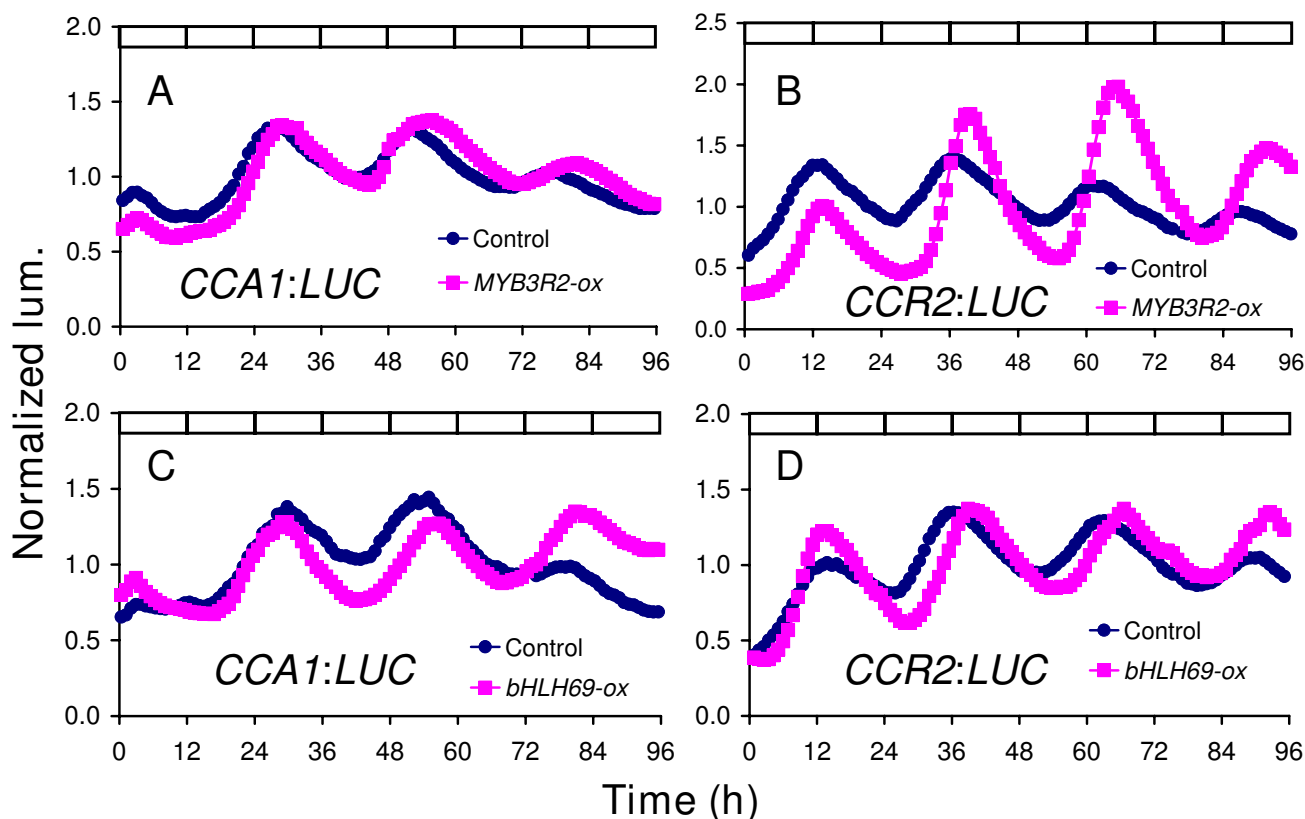 Normalized lum.
2.0
1.5
1.0
0.5
0.0
A
Control
MYB3R2-ox
CCA1:LUC
0 12 24 36 48 60 72 84 96
2.5
2.0
1.5
1.0
0.5
0.0
B
Control
MYB3R2-ox
CCR2:LUC
0 12 24 36 48 60 72 84 96
2.0
1.5
1.0
0.5
0.0
C
Control
bHLH69-ox
CCA1:LUC
0 12 24 36 48 60 72 84 96
2.0
1.5
1.0
0.5
0.0
D
Control
bHLH69-ox
CCR2:LUC
0 12 24 36 48 60 72 84 96
Time (h)